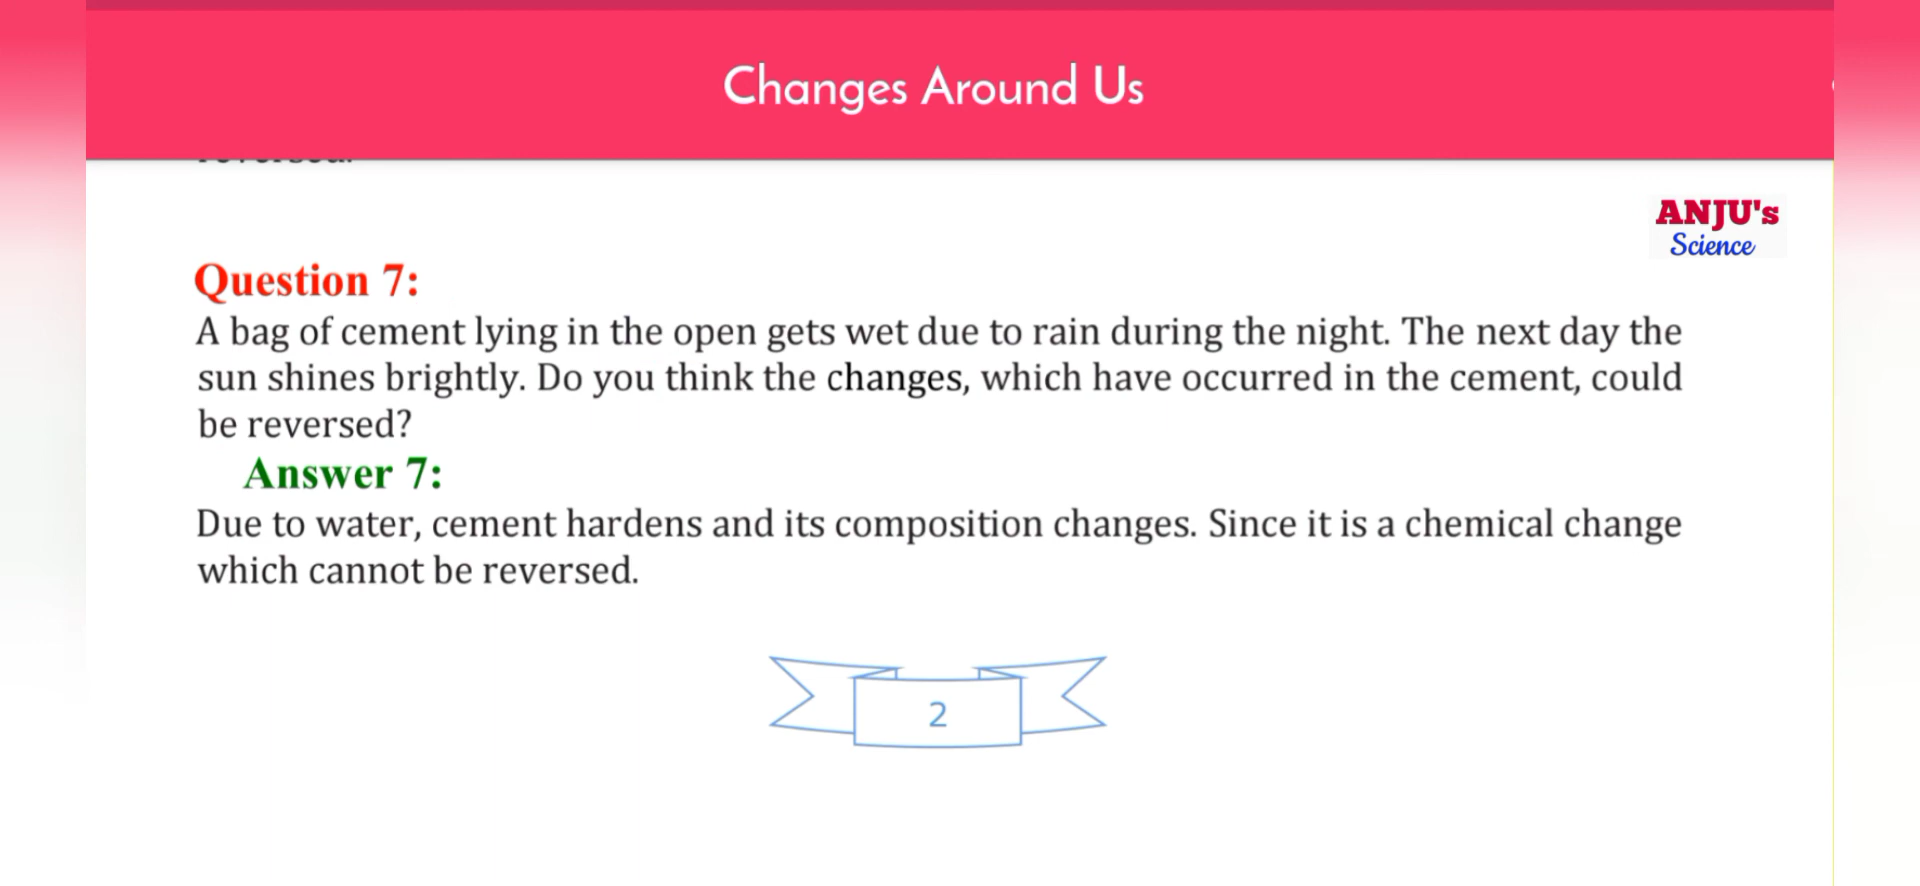 Changes Around Us
ANJU's
Science
Question 7:
A bag of cement lying in the open gets wet due to rain during the night. The next day the
sun shines brightly. Do you think the changes, which have occurred in the cement, could
be reversed?
Answer 7:
Due to water, cement hardens and its composition changes. Since it is a chemical change
which cannot be reversed.
2